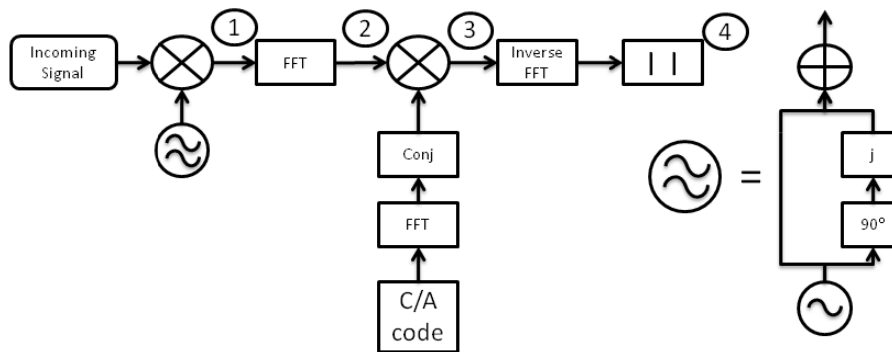 1
2
3
4
Incoming
Signal
FFT
Inverse
FFT
| |
Conj
FFT
C/A
code
=
j
90°